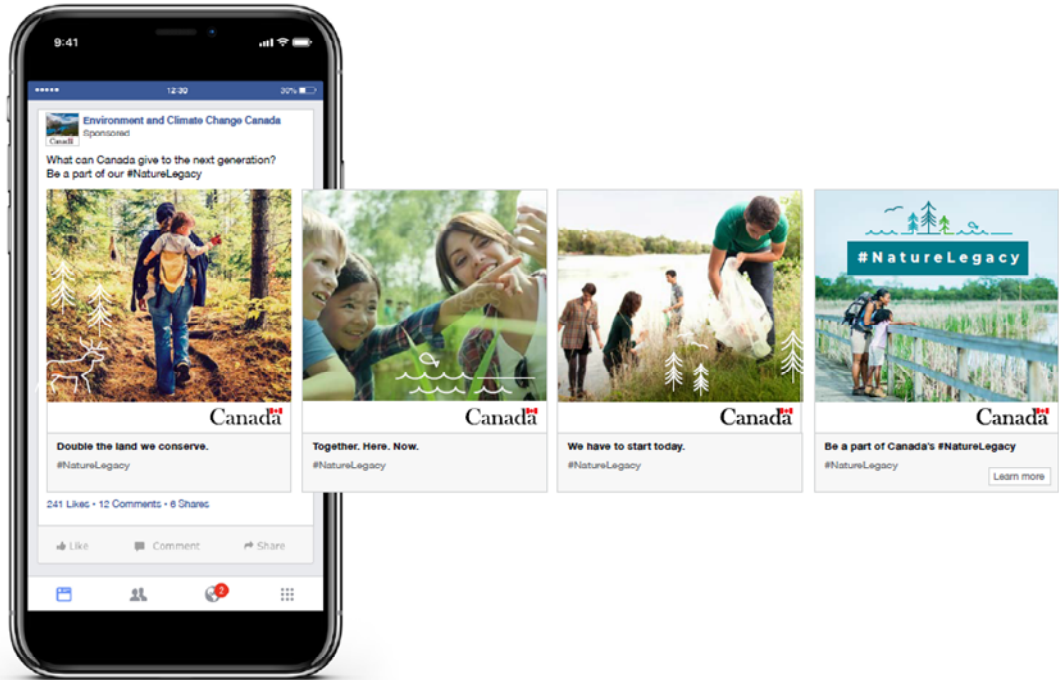 9:41
12:30 30%
Environment and Climate Change Canada
Sponsored
Canada
What can Canada give to the next generation?
Be a part of our #NatureLegacy
#NatureLegacy
Canada
Canada
Canada
Canada
Double the land we conserve.
#NatureLegacy
Together. Here. Now.
#NatureLegacy
We have to start today.
#NatureLegacy
Be a part of Canada's #NatureLegacy
#NatureLegacy
Learn more
241 Likes • 12 Comments • 6 Shares
Like Comment Share
2